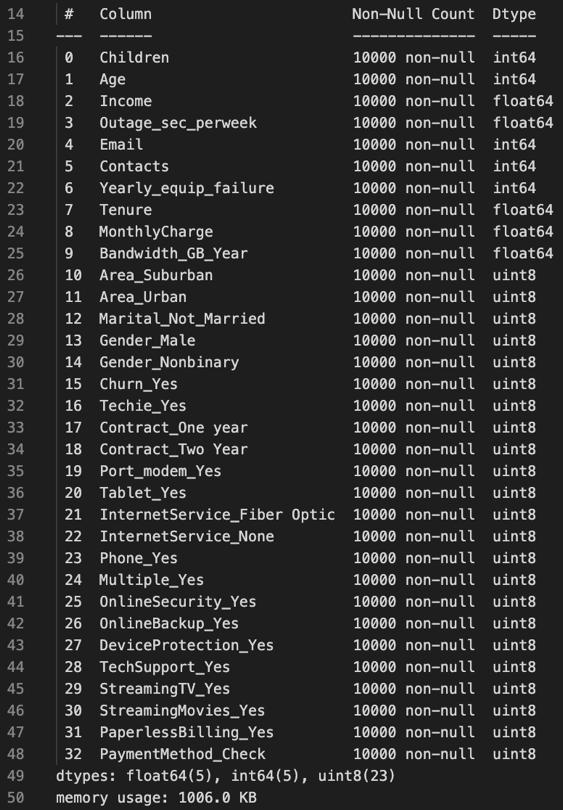 14 #   Column                      Non-Null Count  Dtype
15 --- ------                      --------------  -----
16 0   Children                    10000 non-null  int64
17 1   Age                         10000 non-null  int64
18 2   Income                      10000 non-null  float64
19 3   Outage_sec_perweek          10000 non-null  float64
20 4   Email                       10000 non-null  int64
21 5   Contacts                    10000 non-null  int64
22 6   Yearly_equip_failure        10000 non-null  int64
23 7   Tenure                      10000 non-null  float64
24 8   MonthlyCharge               10000 non-null  float64
25 9   Bandwidth_GB_Year           10000 non-null  float64
26 10  Area_Suburban               10000 non-null  uint8
27 11  Area_Urban                  10000 non-null  uint8
28 12  Marital_Not_Married         10000 non-null  uint8
29 13  Gender_Male                 10000 non-null  uint8
30 14  Gender_Nonbinary            10000 non-null  uint8
31 15  Churn_Yes                   10000 non-null  uint8
32 16  Techie_Yes                  10000 non-null  uint8
33 17  Contract_One year           10000 non-null  uint8
34 18  Contract_Two Year           10000 non-null  uint8
35 19  Port_modem_Yes              10000 non-null  uint8
36 20  Tablet_Yes                  10000 non-null  uint8
37 21  InternetService_Fiber Optic 10000 non-null  uint8
38 22  InternetService_None        10000 non-null  uint8
39 23  Phone_Yes                   10000 non-null  uint8
40 24  Multiple_Yes                10000 non-null  uint8
41 25  OnlineSecurity_Yes          10000 non-null  uint8
42 26  OnlineBackup_Yes            10000 non-null  uint8
43 27  DeviceProtection_Yes        10000 non-null  uint8
44 28  TechSupport_Yes             10000 non-null  uint8
45 29  StreamingTV_Yes             10000 non-null  uint8
46 30  StreamingMovies_Yes         10000 non-null  uint8
47 31  PaperlessBilling_Yes        10000 non-null  uint8
48 32  PaymentMethod_Check         10000 non-null  uint8
49 dtypes: float64(5), int64(5), uint8(23)
50 memory usage: 1006.0 KB